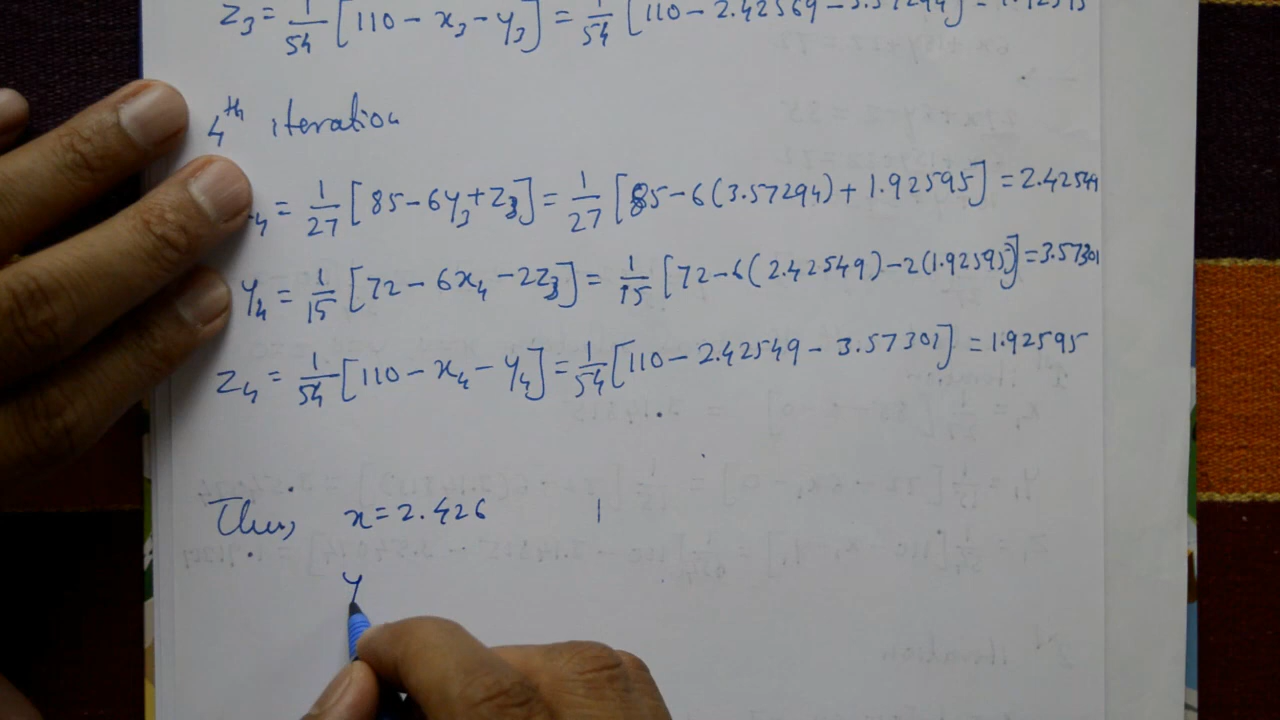 Z₃ = 1/54 [110 - x₃ - y₃] = 1/54 [110 - 2.42569 - 3.57294] = 1.92595
4th iteration
₄ = 1/27 [85 - 6y₃ + Z₃] = 1/27 [85 - 6(3.57294) + 1.92595] = 2.42549
y₄ = 1/15 [72 - 6x₄ - 2Z₃] = 1/15 [72 - 6(2.42549) - 2(1.92595)] = 3.57301
Z₄ = 1/54 [110 - x₄ - y₄] = 1/54 [110 - 2.42549 - 3.57301] = 1.92595
Thus, x = 2.426
y